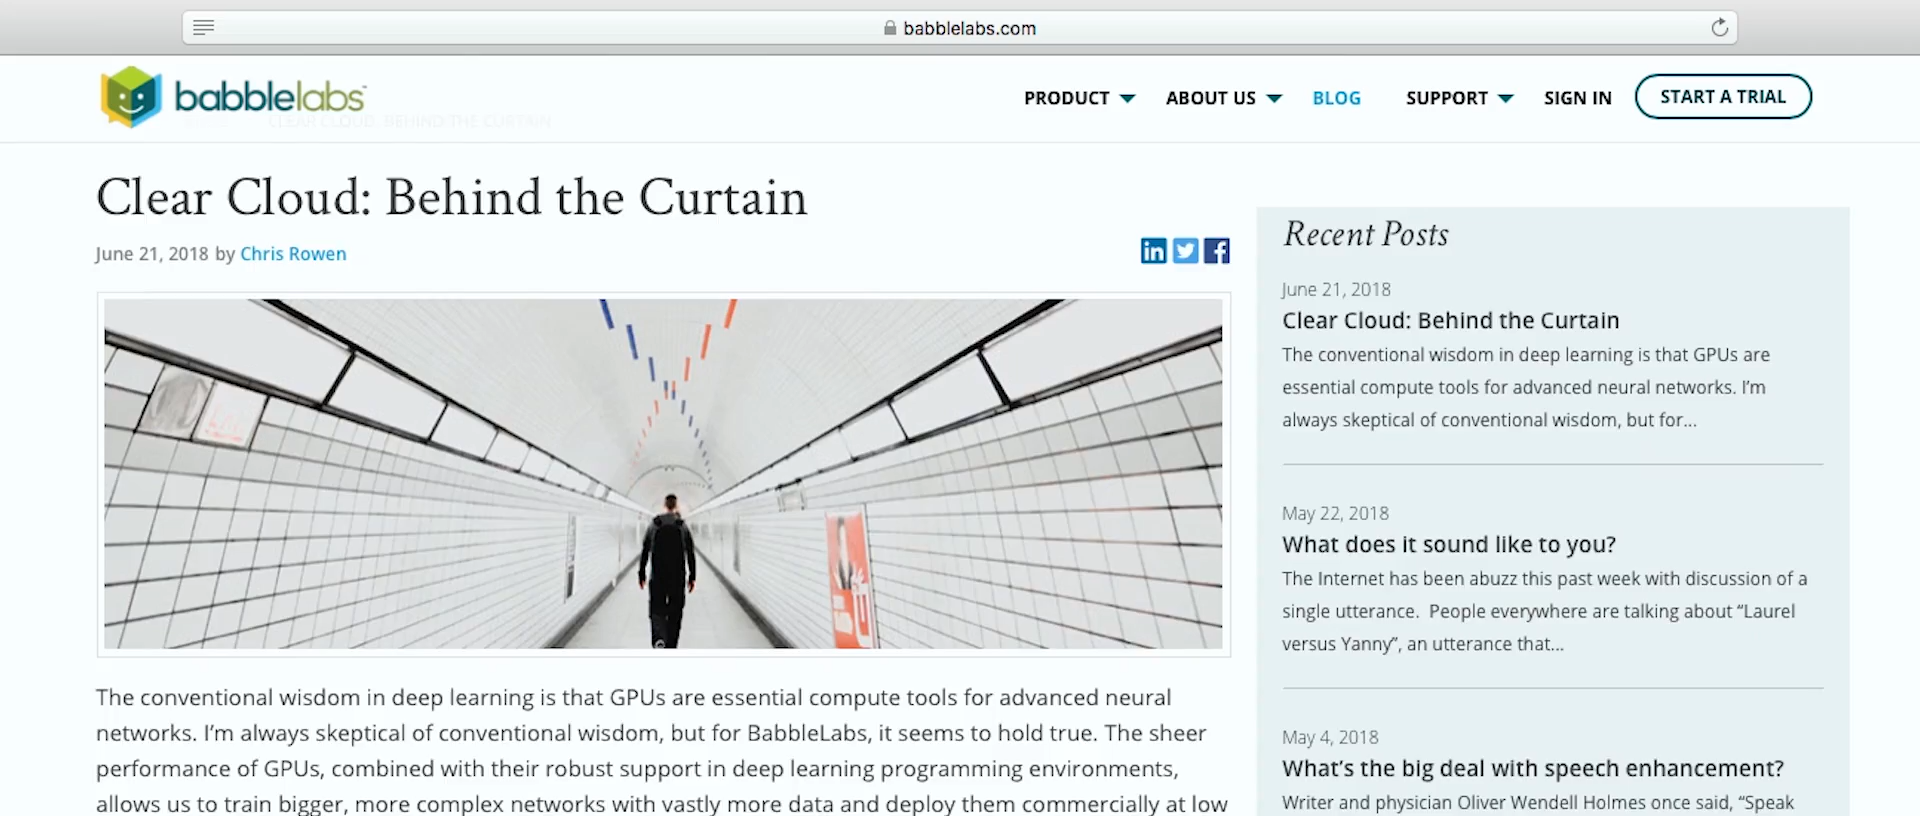 babblelabs.com
babblelabs
PRODUCT
ABOUT US
BLOG
SUPPORT
SIGN IN
START A TRIAL
CLEAR CLOUD: BEHIND THE CURTAIN
Clear Cloud: Behind the Curtain
June 21, 2018 by Chris Rowen
in
f
The conventional wisdom in deep learning is that GPUs are essential compute tools for advanced neural
networks. I’m always skeptical of conventional wisdom, but for BabbleLabs, it seems to hold true. The sheer
performance of GPUs, combined with their robust support in deep learning programming environments,
allows us to train bigger, more complex networks with vastly more data and deploy them commercially at low
Recent Posts
June 21, 2018
Clear Cloud: Behind the Curtain
The conventional wisdom in deep learning is that GPUs are
essential compute tools for advanced neural networks. I’m
always skeptical of conventional wisdom, but for...
May 22, 2018
What does it sound like to you?
The Internet has been abuzz this past week with discussion of a
single utterance. People everywhere are talking about “Laurel
versus Yanny”, an utterance that...
May 4, 2018
What’s the big deal with speech enhancement?
Writer and physician Oliver Wendell Holmes once said, “Speak